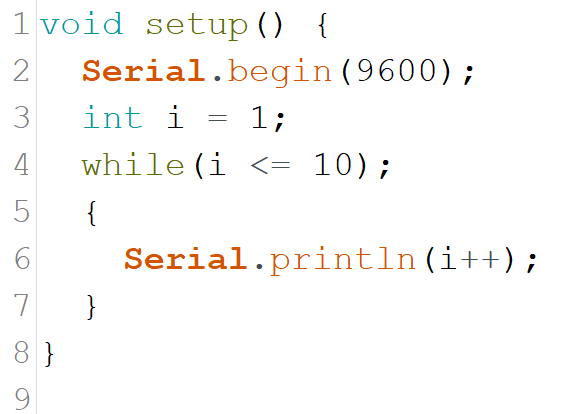 1 void setup() {
2   Serial.begin(9600);
3   int i = 1;
4   while(i <= 10);
5   {
6     Serial.println(i++);
7   }
8 }
9